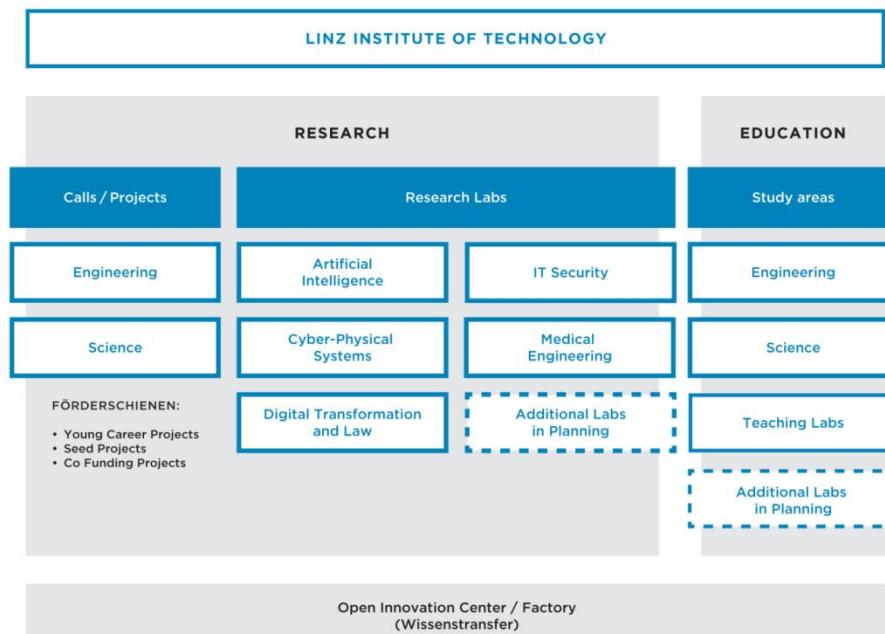 LINZ INSTITUTE OF TECHNOLOGY
RESEARCH
Calls / Projects
Research Labs
Engineering
Artificial
Intelligence
IT Security
Science
Cyber-Physical
Systems
Medical
Engineering
FÖRDERSCHIENEN:
• Young Career Projects
• Seed Projects
• Co Funding Projects
Digital Transformation
and Law
Additional Labs
in Planning
EDUCATION
Study areas
Engineering
Science
Teaching Labs
Additional Labs
in Planning
Open Innovation Center / Factory
(Wissenstransfer)